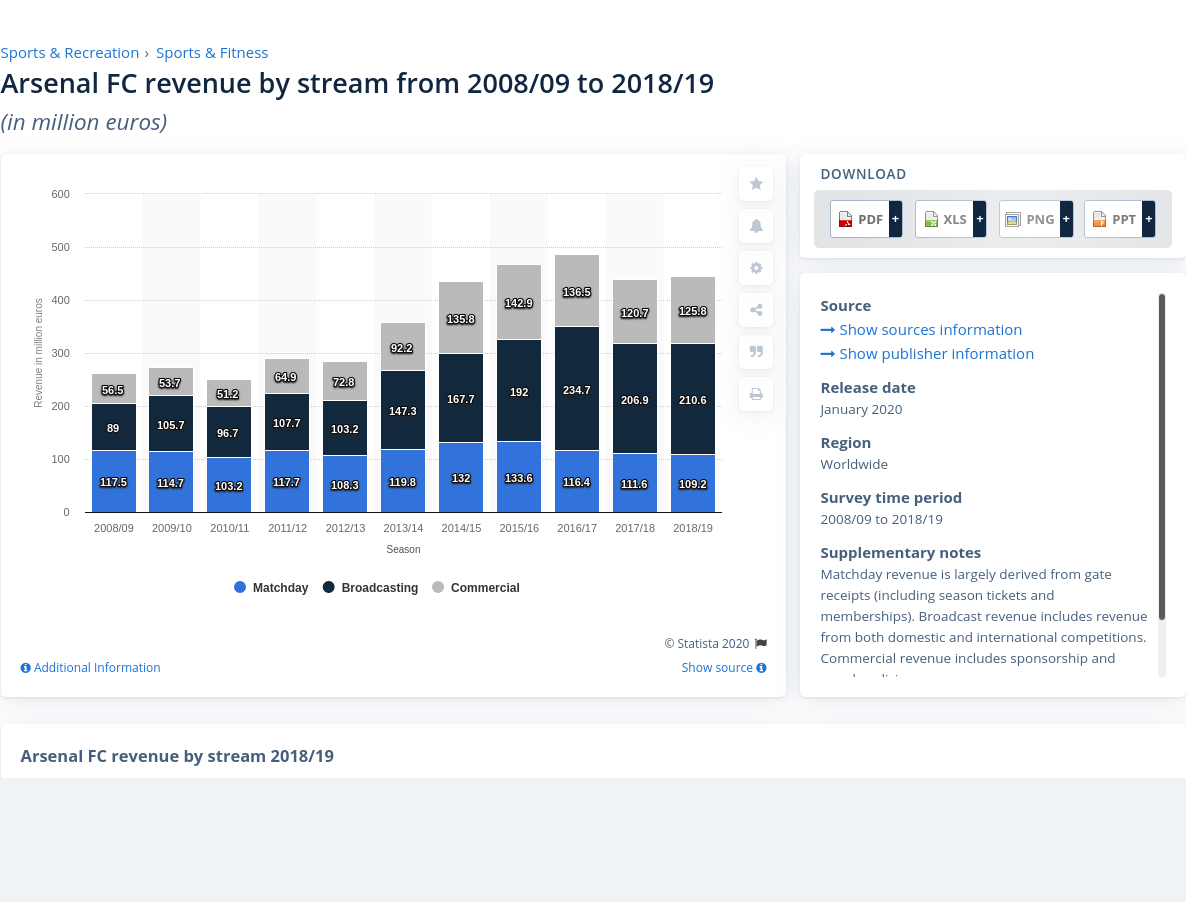 Sports & Recreation › Sports & Fitness
Arsenal FC revenue by stream from 2008/09 to 2018/19
(in million euros)
600
500
400
300
200
100
0
Revenue in million euros
56.5 53.7 51.2 64.9 72.8 92.2 135.8 142.9 136.5 120.7 125.8
89 105.7 96.7 107.7 103.2 147.3 167.7 192 234.7 206.9 210.6
117.5 114.7 103.2 117.7 108.3 119.8 132 133.6 116.4 111.6 109.2
2008/09 2009/10 2010/11 2011/12 2012/13 2013/14 2014/15 2015/16 2016/17 2017/18 2018/19
Season
Matchday Broadcasting Commercial
© Statista 2020
Additional Information
Show source
DOWNLOAD
PDF + XLS + PNG + PPT +
Source
Show sources information
Show publisher information
Release date
January 2020
Region
Worldwide
Survey time period
2008/09 to 2018/19
Supplementary notes
Matchday revenue is largely derived from gate
receipts (including season tickets and
memberships). Broadcast revenue includes revenue
from both domestic and international competitions.
Commercial revenue includes sponsorship and
Arsenal FC revenue by stream 2018/19